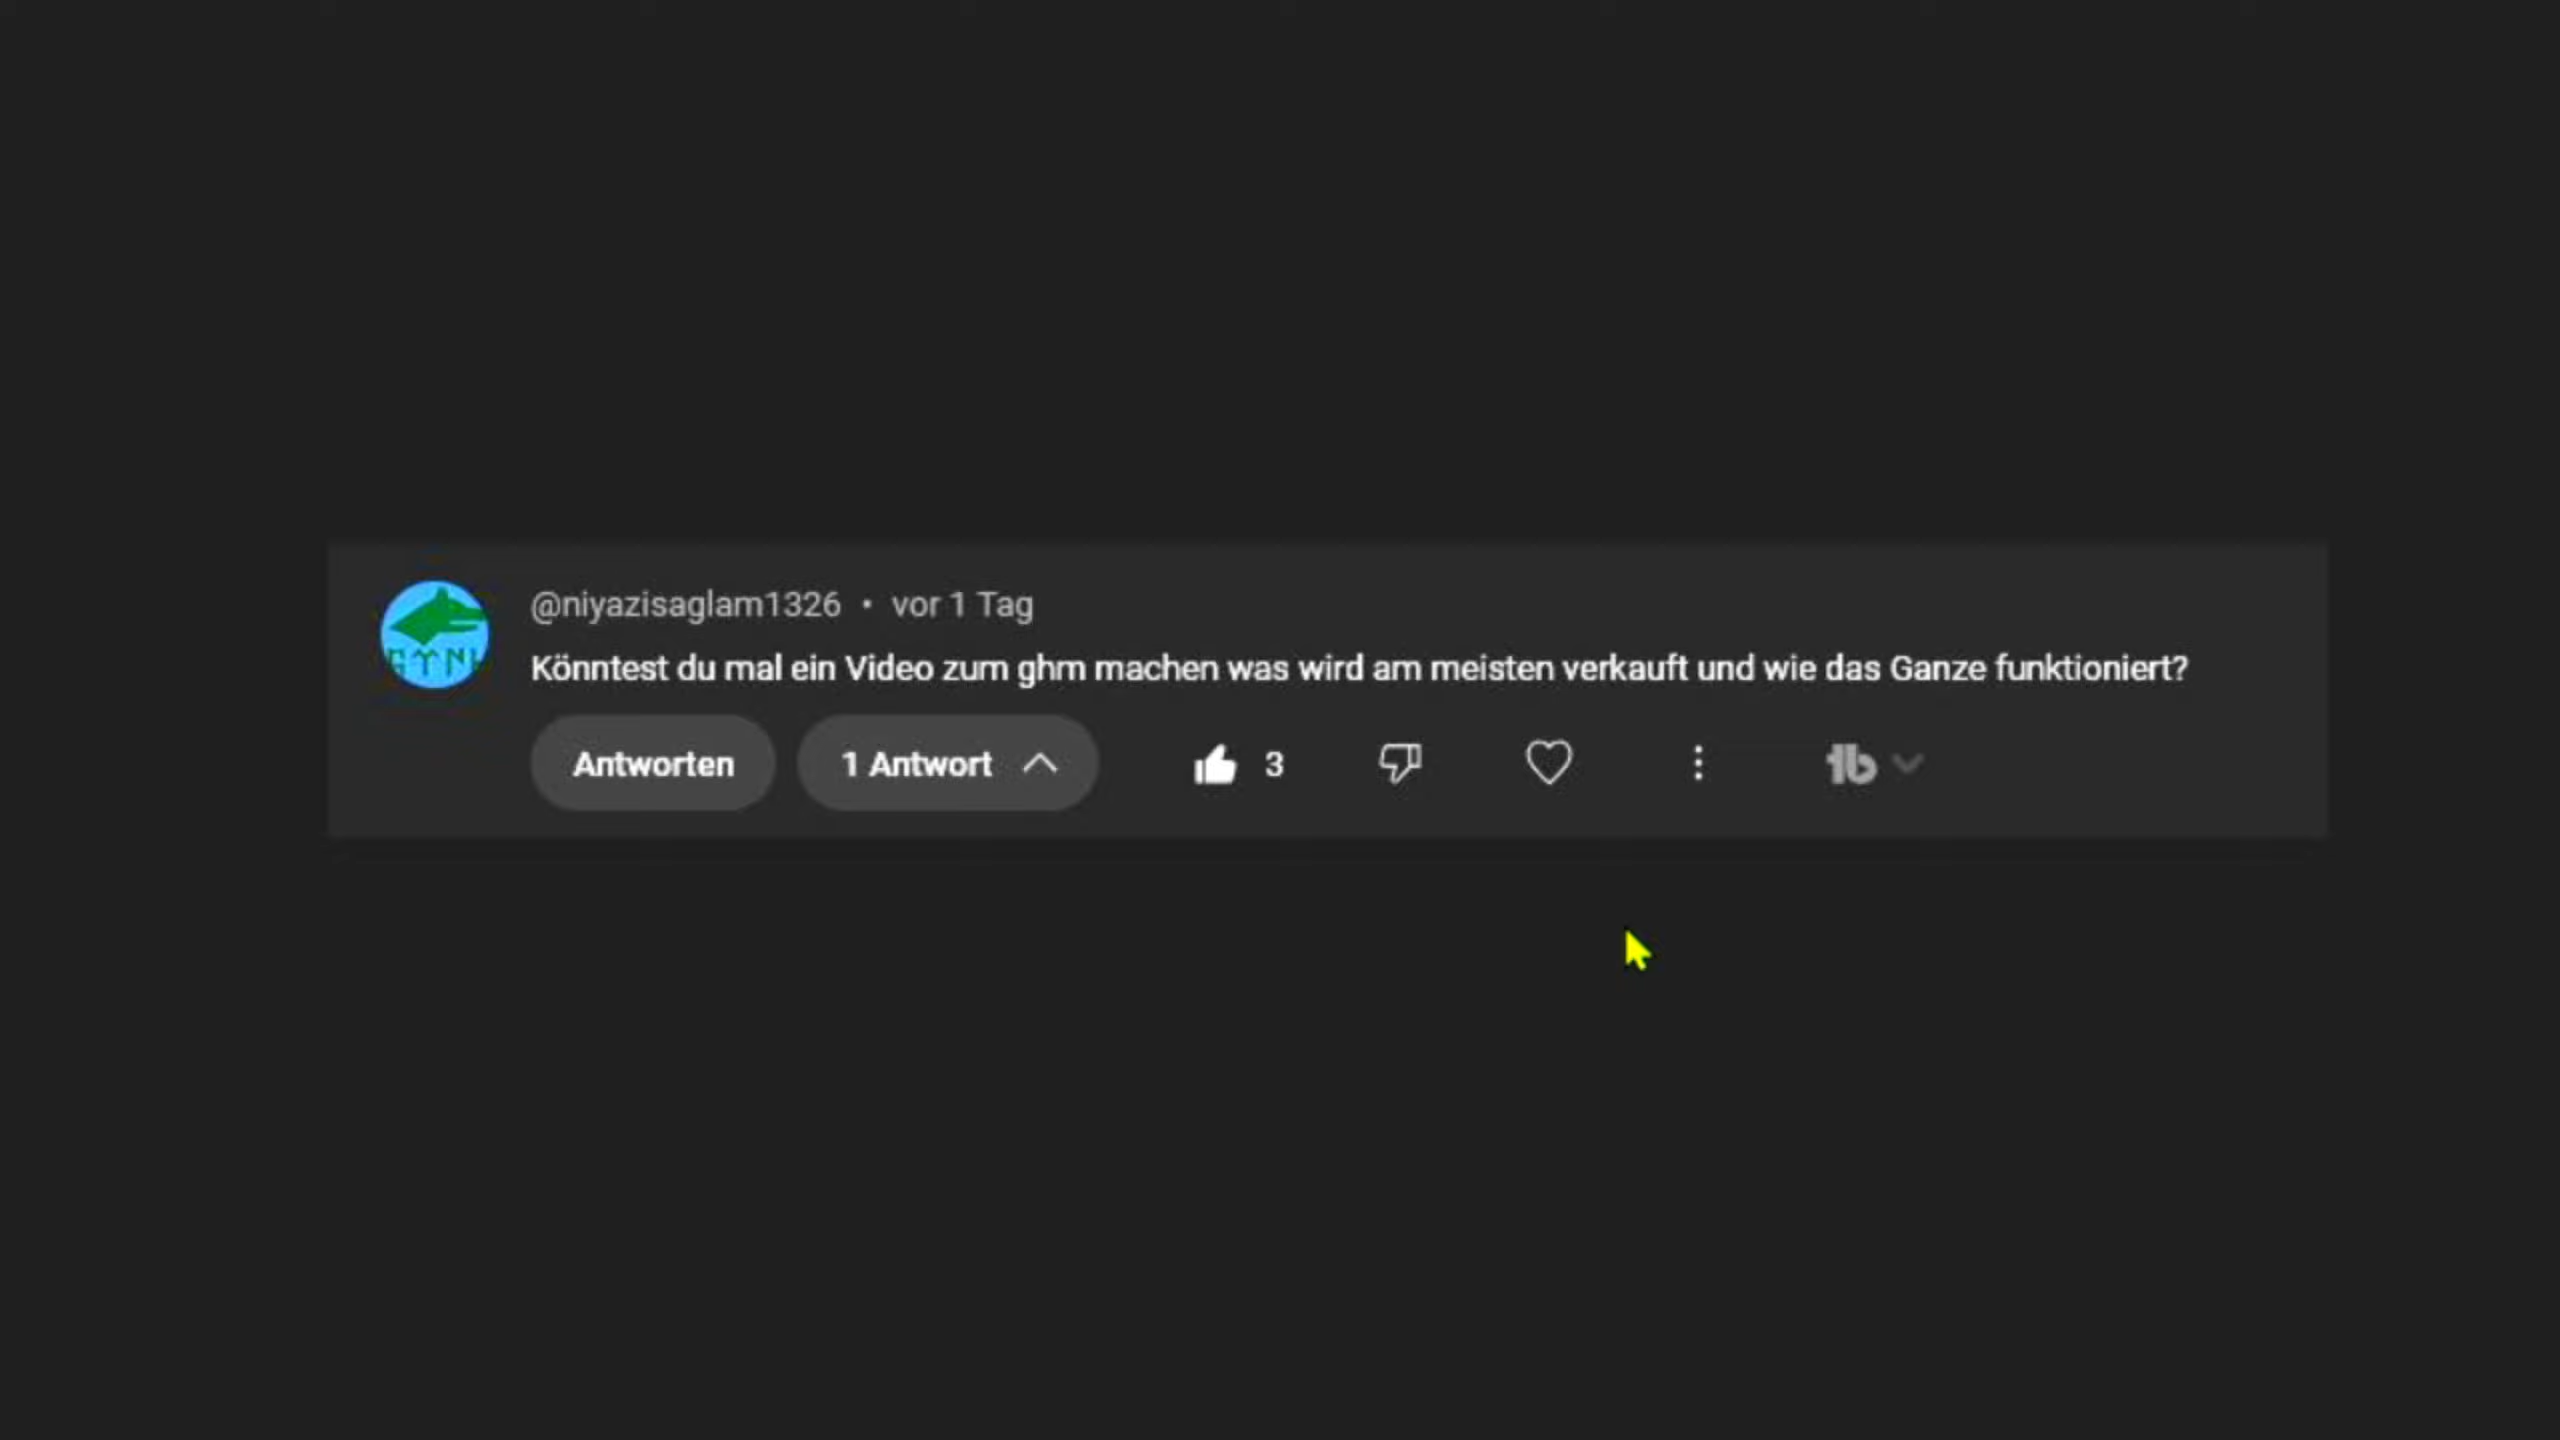 @niyazisaglam1326 • vor 1 Tag
Könntest du mal ein Video zum ghm machen was wird am meisten verkauft und wie das Ganze funktioniert?
Antworten 1 Antwort 3 tb